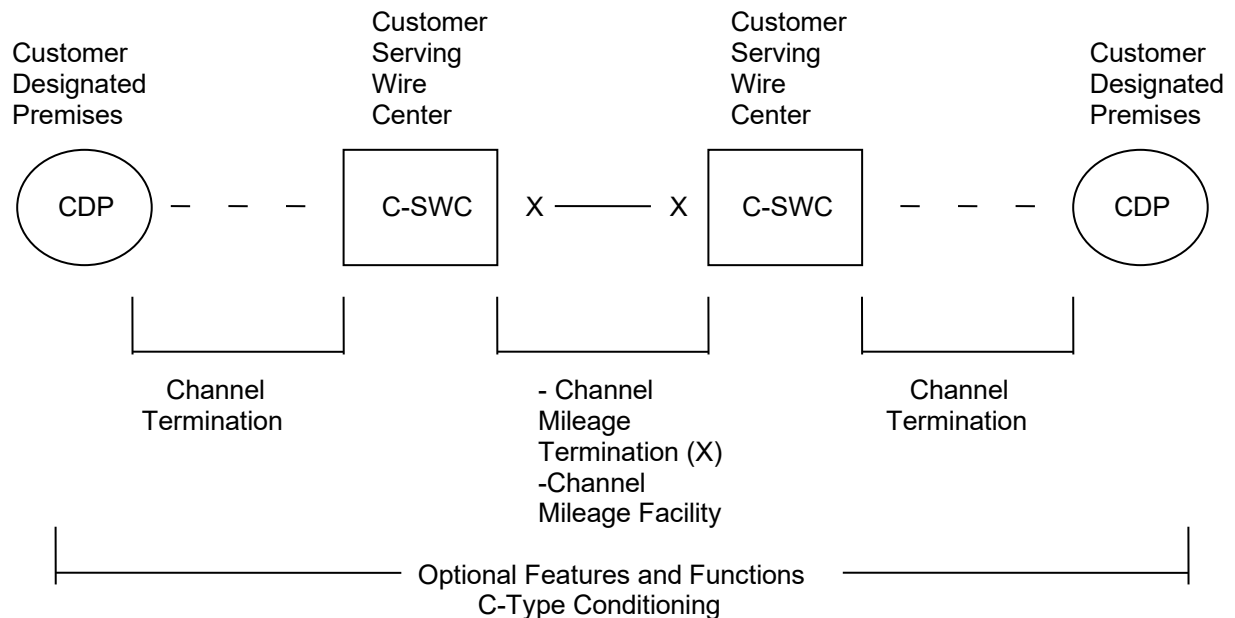 Customer
Designated
Premises
Customer
Serving
Wire
Center
Customer
Serving
Wire
Center
Customer
Designated
Premises
CDP
C-SWC
X
X
C-SWC
CDP
Channel
Termination
- Channel
Mileage
Termination (X)
-Channel
Mileage Facility
Channel
Termination
Optional Features and Functions
C-Type Conditioning